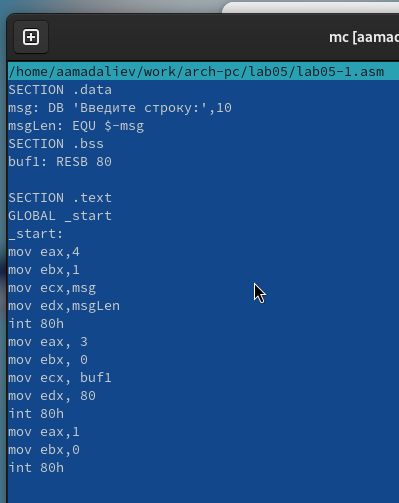 mc [aamad
/home/aamadaliev/work/arch-pc/lab05/lab05-1.asm
SECTION .data
msg: DB 'Введите строку:',10
msgLen: EQU $-msg
SECTION .bss
buf1: RESB 80
SECTION .text
GLOBAL _start
_start:
mov eax,4
mov ebx,1
mov ecx,msg
mov edx,msgLen
int 80h
mov eax, 3
mov ebx, 0
mov ecx, buf1
mov edx, 80
int 80h
mov eax,1
mov ebx,0
int 80h